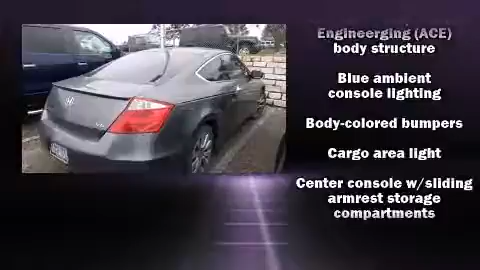 Engineerging (ACE)
body structure
Blue ambient
console lighting
Body-colored bumpers
Cargo area light
Center console w/sliding
armrest storage
compartments